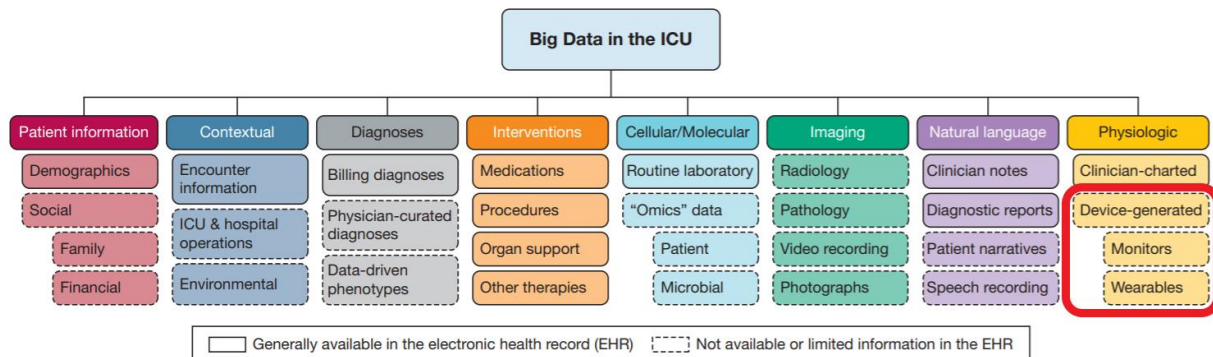 Big Data in the ICU
Patient information
Contextual
Diagnoses
Interventions
Cellular/Molecular
Imaging
Natural language
Physiologic
Demographics
Social
Family
Financial
Encounter
information
ICU & hospital
operations
Environmental
Billing diagnoses
Physician-curated
diagnoses
Data-driven
phenotypes
Medications
Procedures
Organ support
Other therapies
Routine laboratory
“Omics” data
Patient
Microbial
Radiology
Pathology
Video recording
Photographs
Clinician notes
Diagnostic reports
Patient narratives
Speech recording
Clinician-charted
Device-generated
Monitors
Wearables
Generally available in the electronic health record (EHR)
Not available or limited information in the EHR